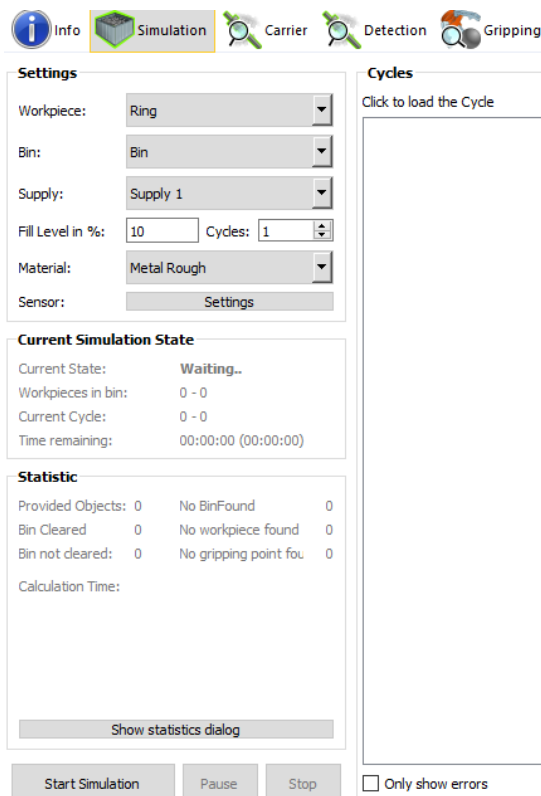 Info Simulation Carrier Detection Gripping
Settings
Workpiece: Ring
Bin: Bin
Supply: Supply 1
Fill Level in %: 10 Cycles: 1
Material: Metal Rough
Sensor: Settings
Current Simulation State
Current State: Waiting..
Workpieces in bin: 0 - 0
Current Cycle: 0 - 0
Time remaining: 00:00:00 (00:00:00)
Statistic
Provided Objects: 0 No BinFound 0
Bin Cleared 0 No workpiece found 0
Bin not cleared: 0 No gripping point fou 0
Calculation Time:
Show statistics dialog
Start Simulation Pause Stop
Cycles
Click to load the Cycle
Only show errors